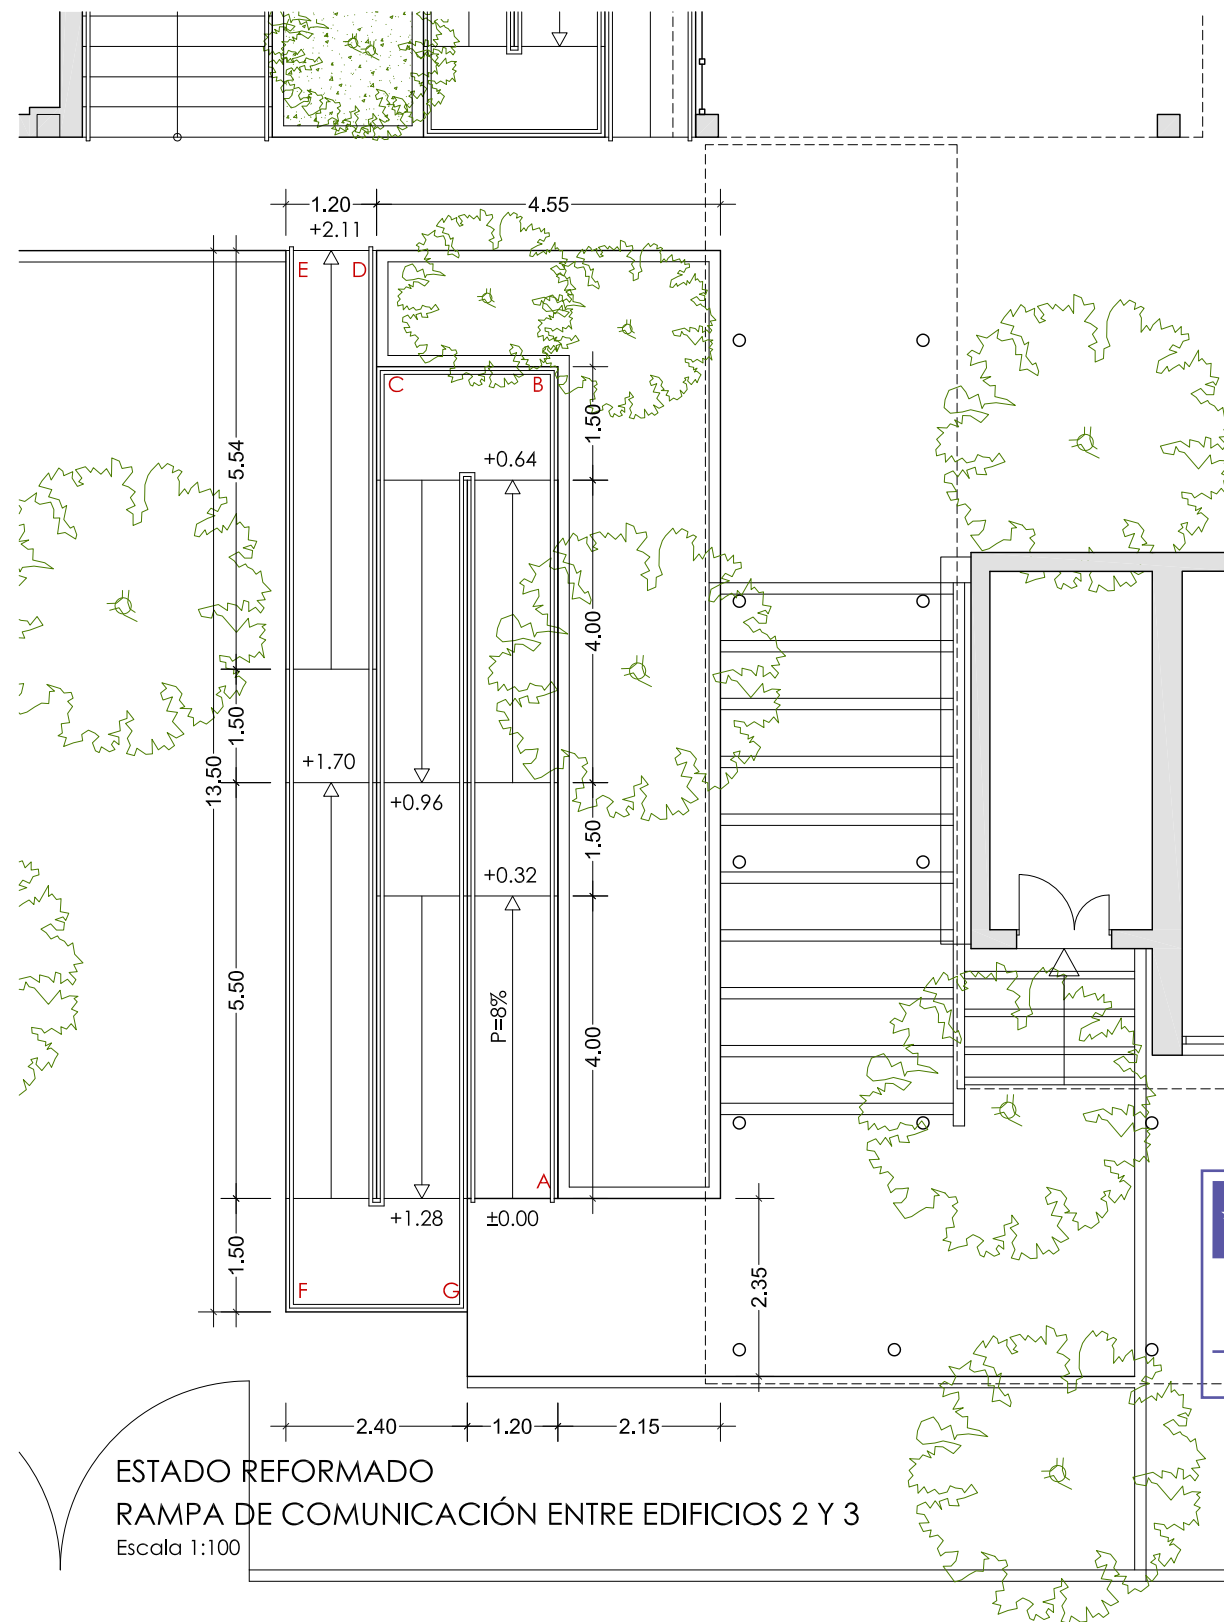 1.20
4.55
+2.11
E
D
C
B
1.50
5.54
+0.64
4.00
1.50
+1.70
13.50
+0.96
1.50
+0.32
5.50
P=8%
4.00
A
+1.28
±0.00
1.50
F
G
2.35
2.40
1.20
2.15
ESTADO REFORMADO
RAMPA DE COMUNICACIÓN ENTRE EDIFICIOS 2 Y 3
Escala 1:100